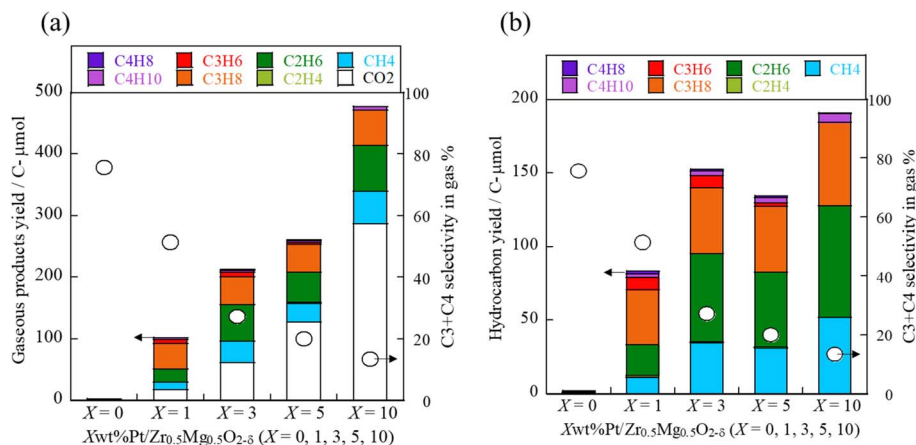 (a)
C4H8 C3H6 C2H6 CH4
C4H10 C3H8 C2H4 CO2
500
400
300
200
100
0
Gaseous products yield / C- μmol
100
80
60
40
20
0
C3+C4 selectivity in gas %
X = 0 X = 1 X = 3 X = 5 X = 10
Xwt%Pt/Zr0.5Mg0.5O2-δ (X = 0, 1, 3, 5, 10)
(b)
C4H8 C3H6 C2H6 CH4
C4H10 C3H8 C2H4
200
150
100
50
0
Hydrocarbon yield / C- μmol
100
80
60
40
20
0
C3+C4 selectivity in gas %
X = 0 X = 1 X = 3 X = 5 X = 10
Xwt%Pt/Zr0.5Mg0.5O2-δ (X = 0, 1, 3, 5, 10)